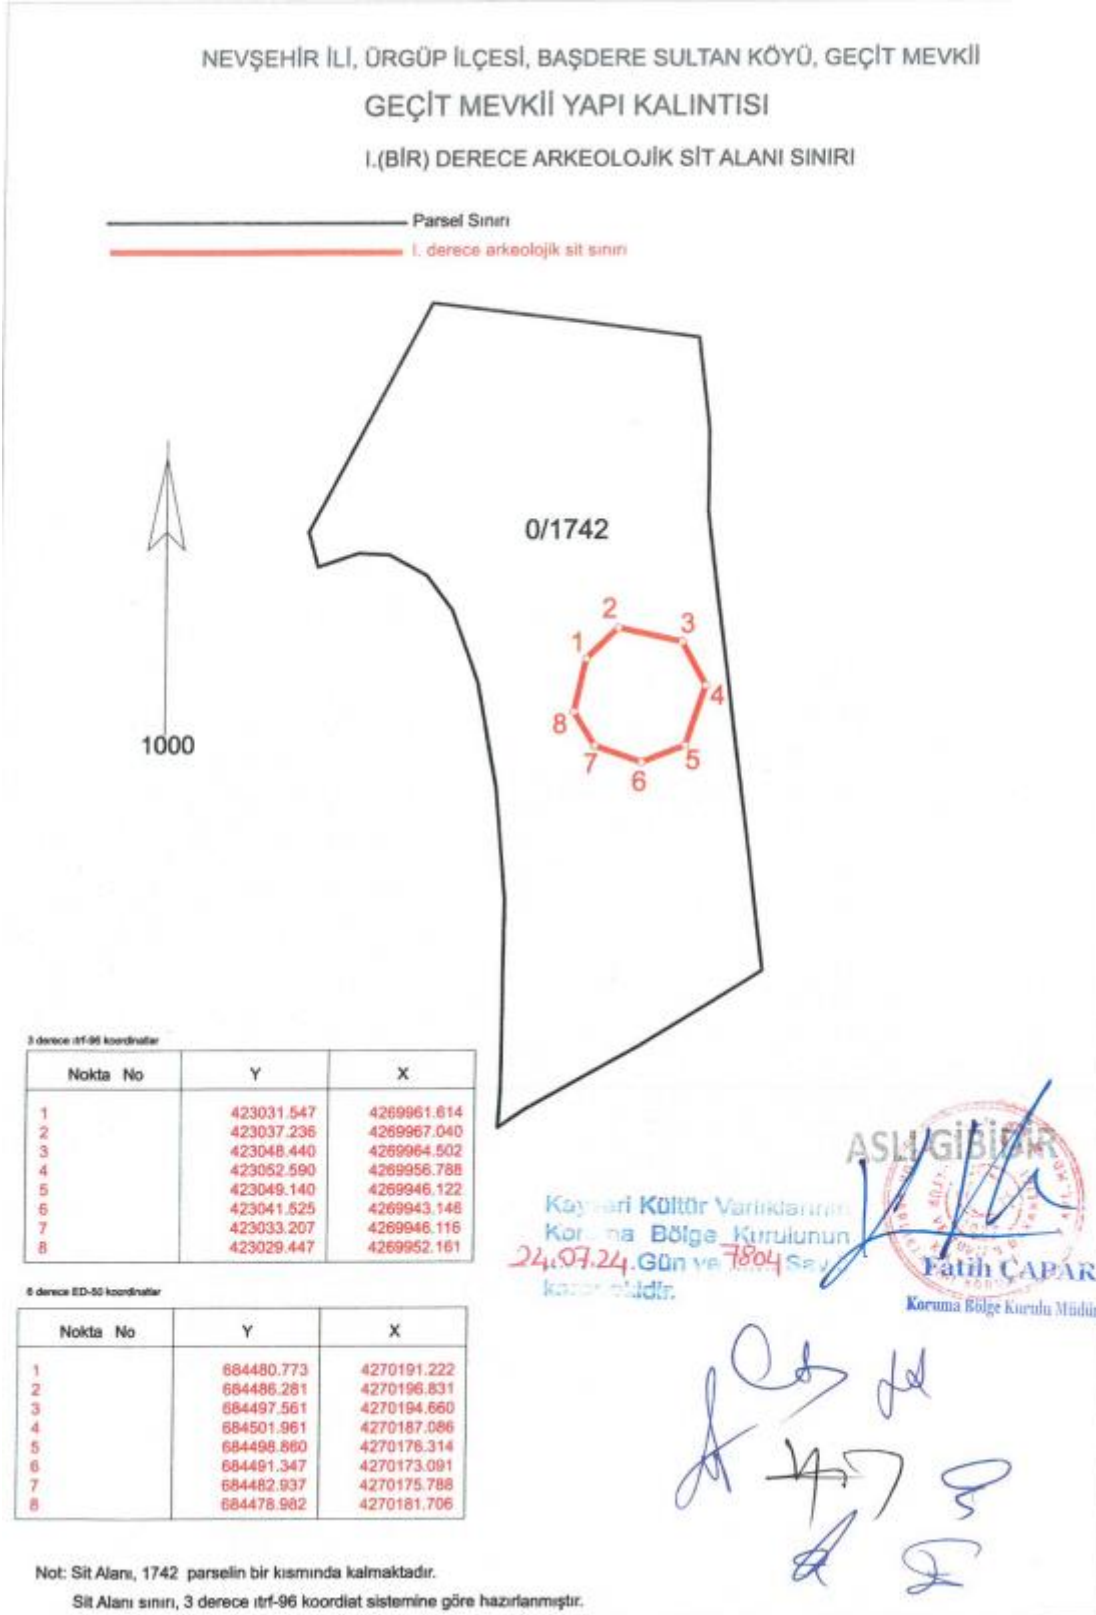 NEVŞEHİR İLİ, ÜRGÜP İLÇESİ, BAŞDERE SULTAN KÖYÜ, GEÇİT MEVKİİ
GEÇİT MEVKİİ YAPI KALINTISI
I.(BİR) DERECE ARKEOLOJİK SİT ALANI SINIRI
Parsel Sınırı
I. derece arkeolojik sit sınırı
0/1742
2
3
1
4
8
5
7
6
1000
3 derece ıtrf-96 koordinatlar
Nokta No Y X
1 423031.547 4269961.614
2 423037.236 4269967.040
3 423048.440 4269964.502
4 423052.590 4269956.788
5 423049.140 4269946.122
6 423041.525 4269943.146
7 423033.207 4269946.116
8 423029.447 4269952.161
ASLI GİBİDİR
Kayseri Kültür Varlıklarının
Koruma Bölge Kurulunun
24.07.24.Gün ve 7804 Say
Fatih ÇAPAR
Koruma Bölge Kurulu Müdür
6 derece ED-50 koordinatlar
Nokta No Y X
1 684480.773 4270191.222
2 684486.281 4270196.831
3 684497.561 4270194.660
4 684501.961 4270187.086
5 684498.860 4270176.314
6 684491.347 4270173.091
7 684482.937 4270175.788
8 684478.982 4270181.706
Not: Sit Alanı, 1742 parselin bir kısmında kalmaktadır.
Sit Alanı sınırı, 3 derece ıtrf-96 koordiat sistemine göre hazırlanmıştır.